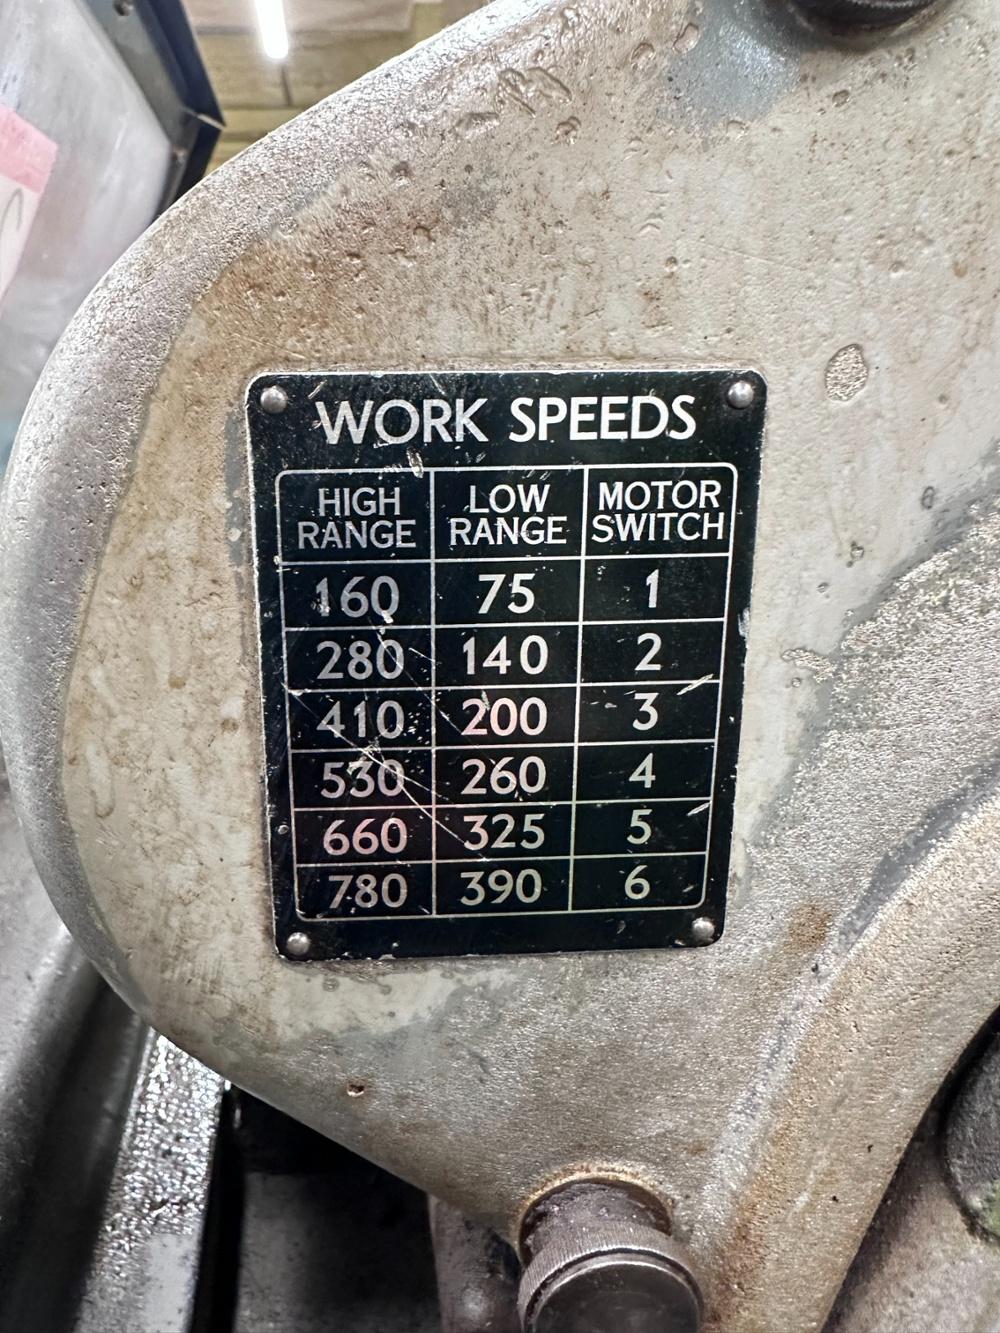 WORK SPEEDS
HIGH RANGE LOW RANGE MOTOR SWITCH
160 75 1
280 140 2
410 200 3
530 260 4
660 325 5
780 390 6